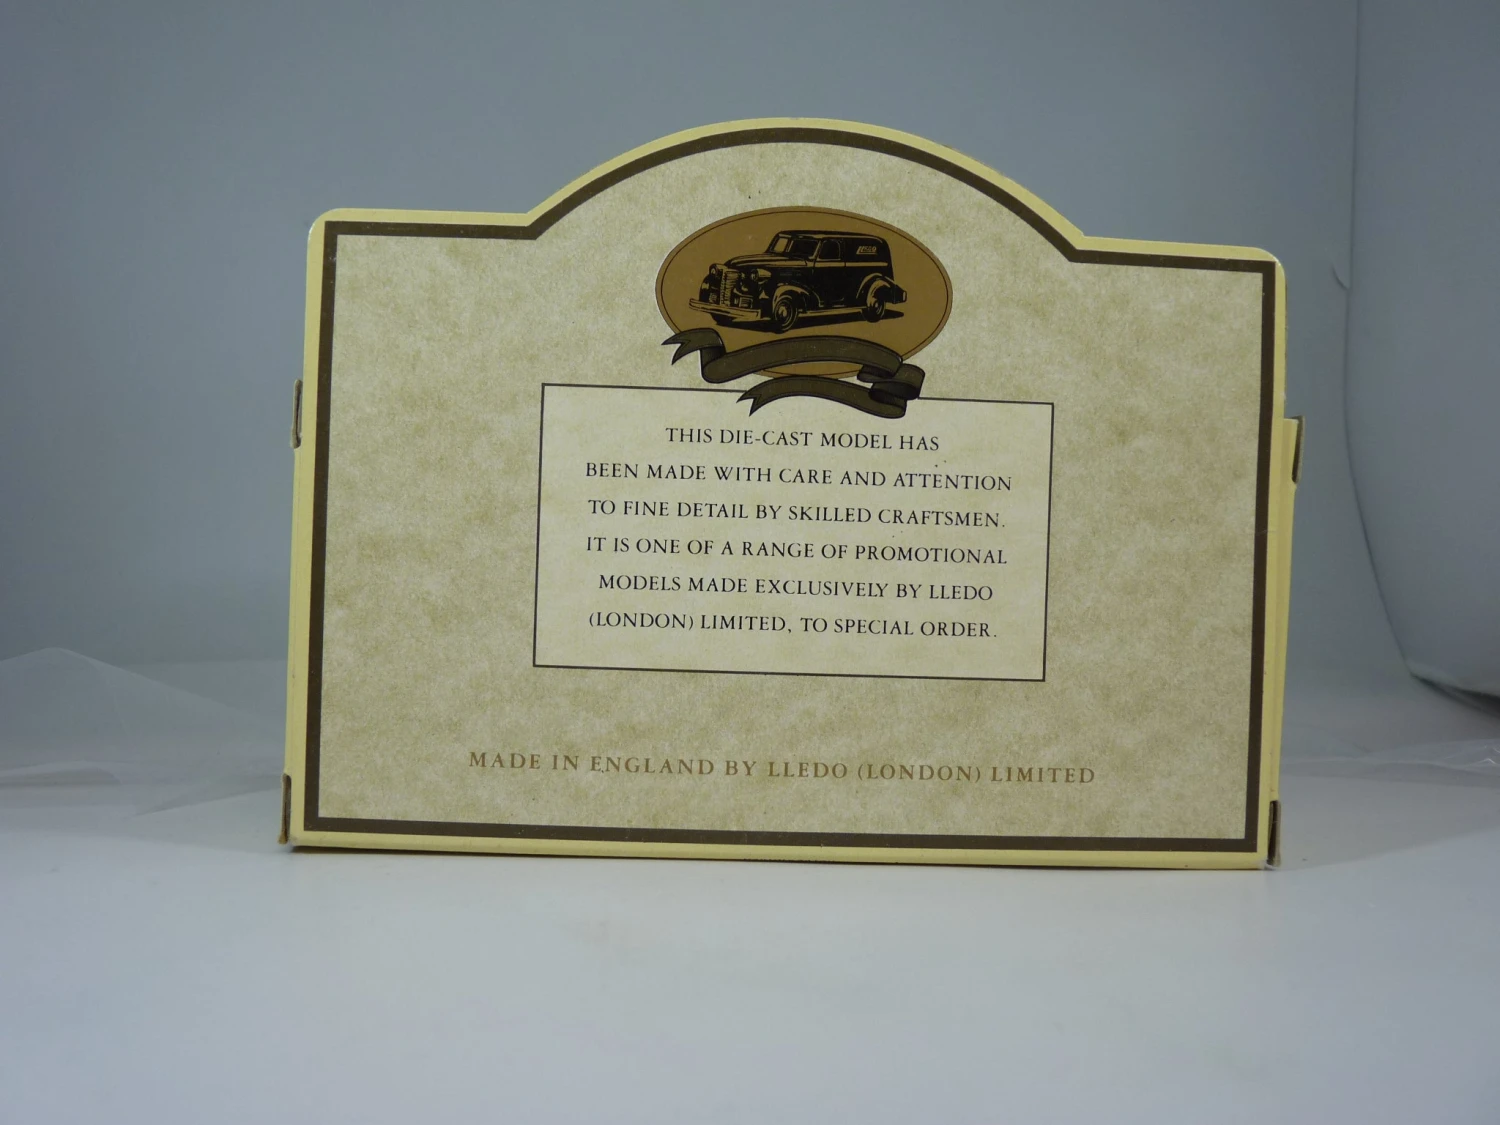 THIS DIE-CAST MODEL HAS
BEEN MADE WITH CARE AND ATTENTION
TO FINE DETAIL BY SKILLED CRAFTSMEN.
IT IS ONE OF A RANGE OF PROMOTIONAL
MODELS MADE EXCLUSIVELY BY LLEDO
(LONDON) LIMITED, TO SPECIAL ORDER.
MADE IN ENGLAND BY LLEDO (LONDON) LIMITED